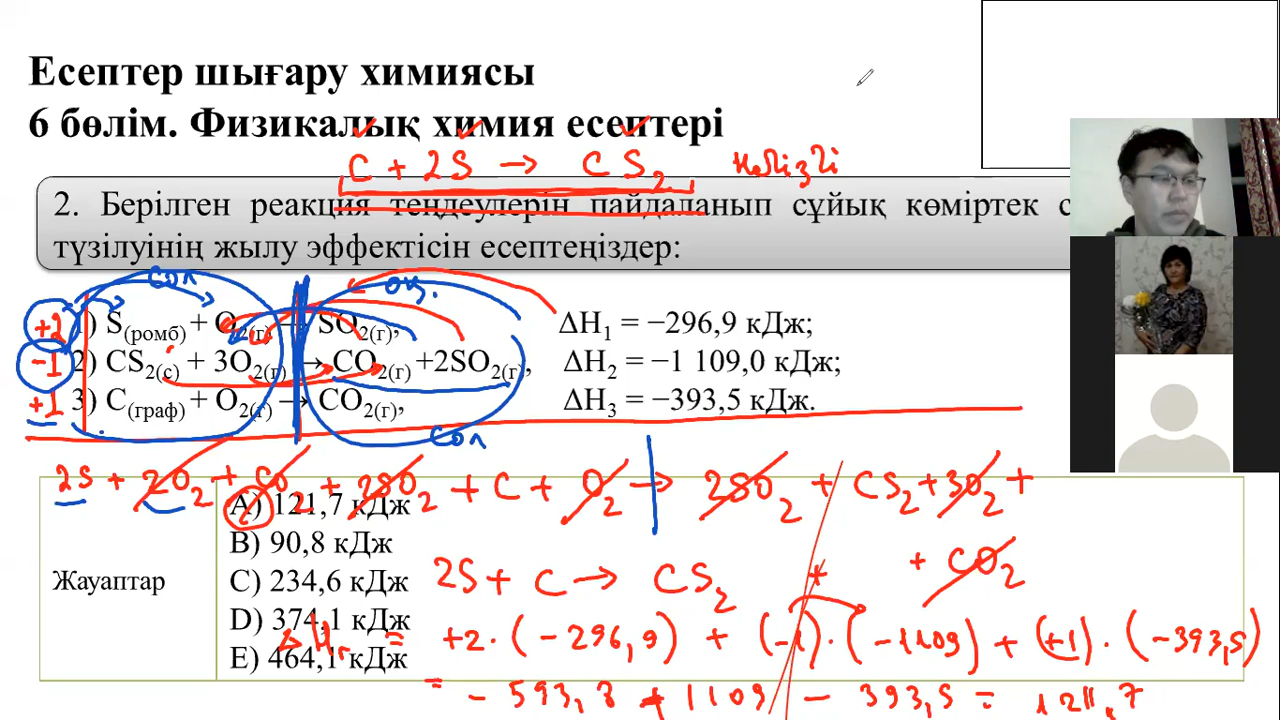 Есептер шығару химиясы
6 бөлім. Физикалық химия есептері
C + 2S → CS₂ негізгі
2. Берілген реакция теңдеулерін пайдаланып сұйық көміртек с
түзілуінің жылу эффектісін есептеңіздер:
сол оң.
+2 1) S(ромб) + O₂(г) → SO₂(г), ΔH₁ = −296,9 кДж;
-1 2) CS₂(с) + 3O₂(г) → CO₂(г) +2SO₂(г), ΔH₂ = −1 109,0 кДж;
+1 3) C(граф) + O₂(г) → CO₂(г), ΔH₃ = −393,5 кДж.
сол
2S + 2O₂ + CO₂ + 2SO₂ + C + O₂ → 2SO₂ + CS₂ + 3O₂ +
+ CO₂
Жауаптар
A) 121,7 кДж
B) 90,8 кДж
C) 234,6 кДж
D) 374,1 кДж
E) 464,1 кДж
2S + C → CS₂ +
ΔHr = +2·(−296,9) + (−1)·(−1109) + (+1)·(−393,5)
= − 593,8 + 1109 − 393,5 = 121,7